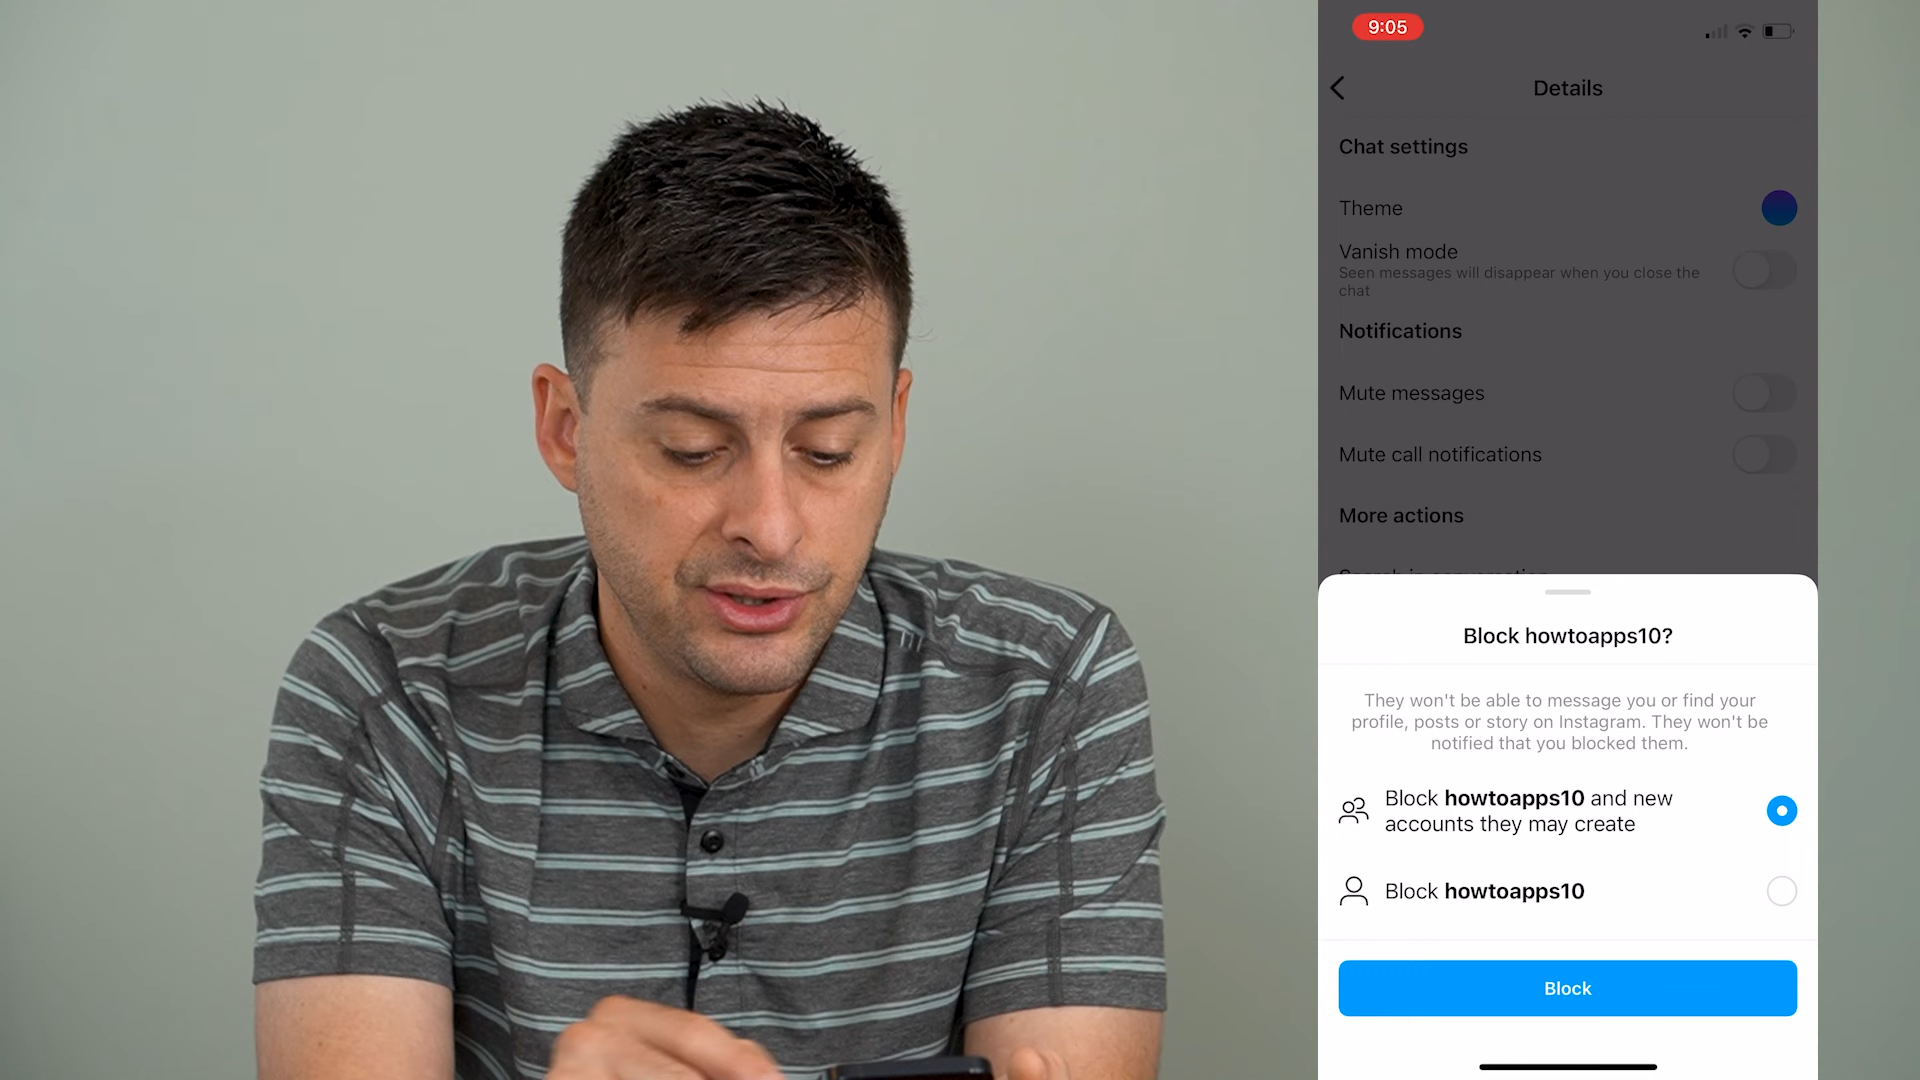 9:05
Details
Chat settings
Theme
Vanish mode
Seen messages will disappear when you close the
chat
Notifications
Mute messages
Mute call notifications
More actions
Block howtoapps10?
They won't be able to message you or find your
profile, posts or story on Instagram. They won't be
notified that you blocked them.
Block howtoapps10 and new
accounts they may create
Block howtoapps10
Block